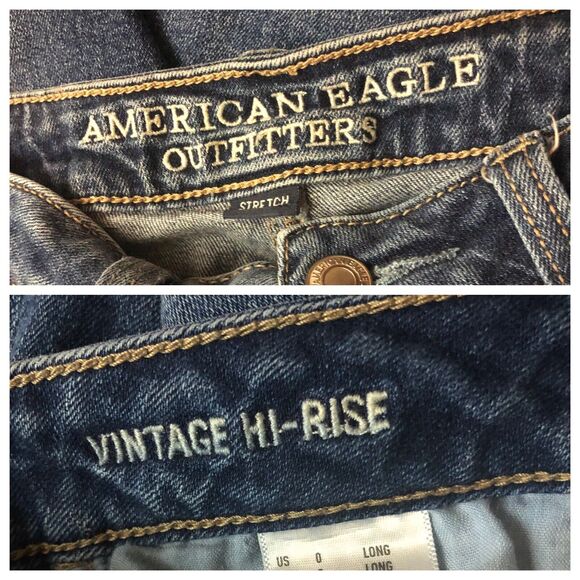 AMERICAN EAGLE
OUTFITTERS
STRETCH
VINTAGE HI-RISE
US 0 LONG
LONG